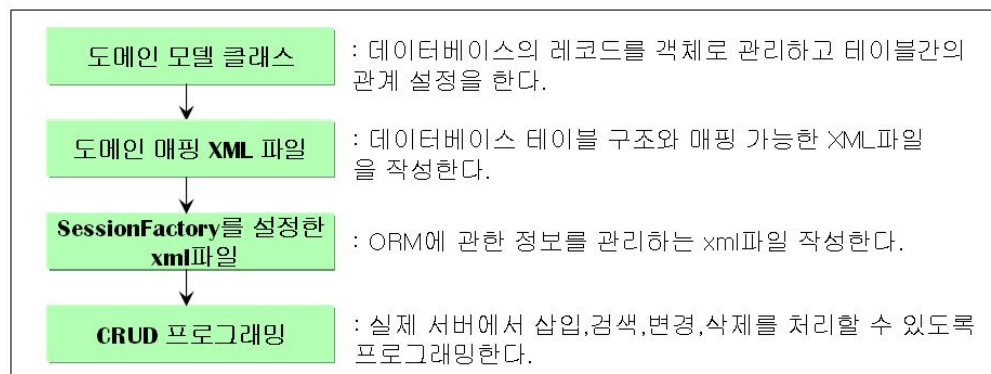 도메인 모델 클래스
: 데이터베이스의 레코드를 객체로 관리하고 테이블간의
관계 설정을 한다.
도메인 매핑 XML 파일
: 데이터베이스 테이블 구조와 매핑 가능한 XML파일
을 작성한다.
SessionFactory를 설정한
xml파일
: ORM에 관한 정보를 관리하는 xml파일 작성한다.
CRUD 프로그래밍
: 실제 서버에서 삽입,검색,변경,삭제를 처리할 수 있도록
프로그래밍한다.